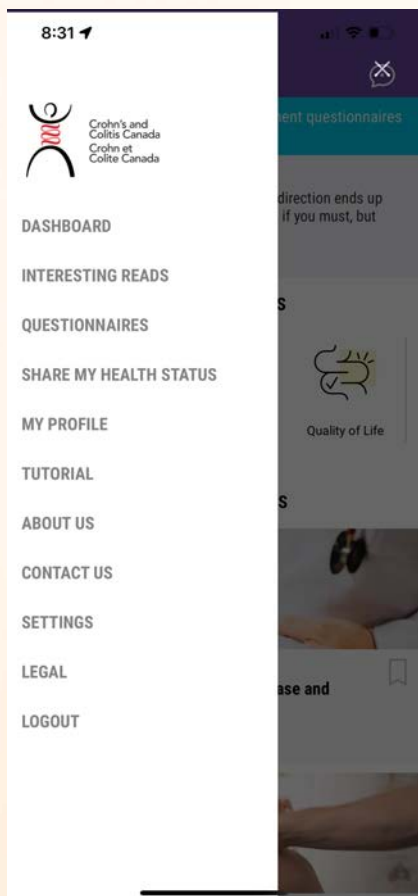 8:31
Crohn's and
Colitis Canada
Crohn et
Colite Canada
DASHBOARD
INTERESTING READS
QUESTIONNAIRES
SHARE MY HEALTH STATUS
MY PROFILE
TUTORIAL
ABOUT US
CONTACT US
SETTINGS
LEGAL
LOGOUT
ent questionnaires
direction ends up
if you must, but
S
Quality of Life
S
ase and